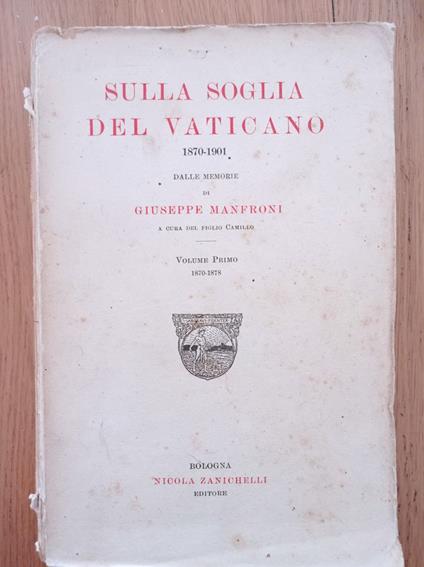 SULLA SOGLIA
DEL VATICANO
1870-1901
DALLE MEMORIE
DI
GIUSEPPE MANFRONI
A CURA DEL FIGLIO CAMILLO
VOLUME PRIMO
1870-1878
BOLOGNA
NICOLA ZANICHELLI
EDITORE